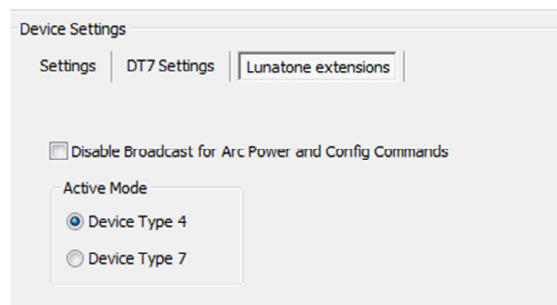 Device Settings
Settings DT7 Settings Lunatone extensions
Disable Broadcast for Arc Power and Config Commands
Active Mode
Device Type 4
Device Type 7